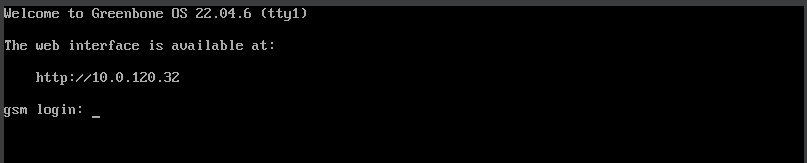 Welcome to Greenbone OS 22.04.6 (tty1)
The web interface is available at:
http://10.0.120.32
gsm login: _